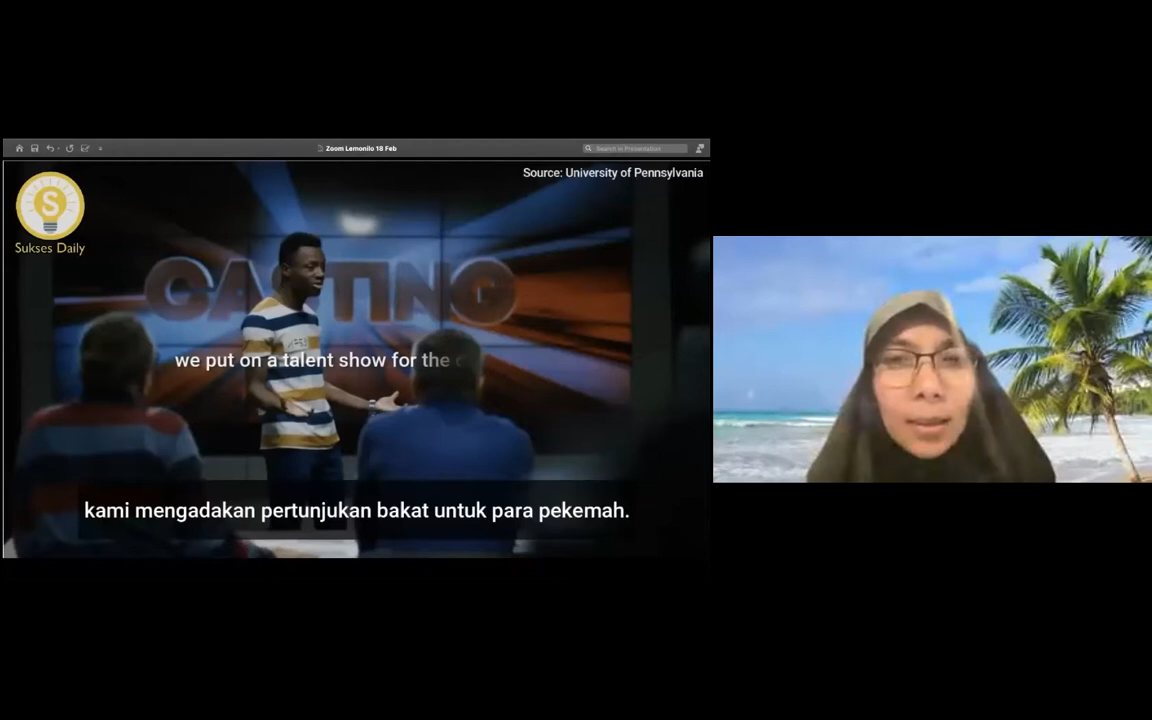 Zoom Lemonilo 18 Feb
Search in Presentation
Source: University of Pennsylvania
S
Sukses Daily
CASTING
we put on a talent show for the
kami mengadakan pertunjukan bakat untuk para pekemah.